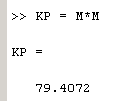 >> KP = M*M
KP =
79.4072